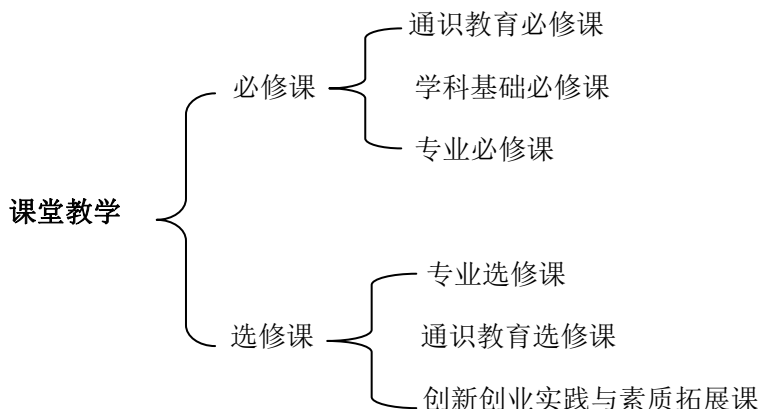 课堂教学
必修课
通识教育必修课
学科基础必修课
专业必修课
选修课
专业选修课
通识教育选修课
创新创业实践与素质拓展课